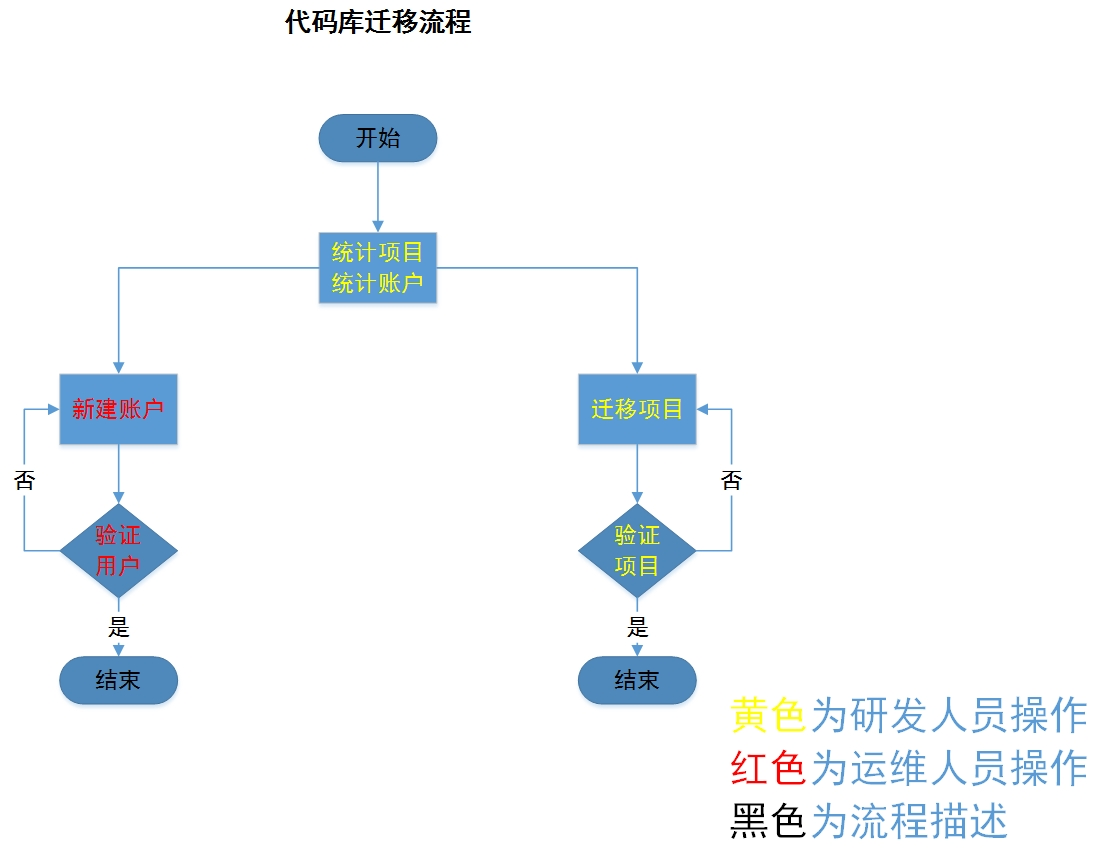 代码库迁移流程
开始
统计项目
统计账户
新建账户
迁移项目
否
否
验证
用户
验证
项目
是
是
结束
结束
黄色为研发人员操作
红色为运维人员操作
黑色为流程描述